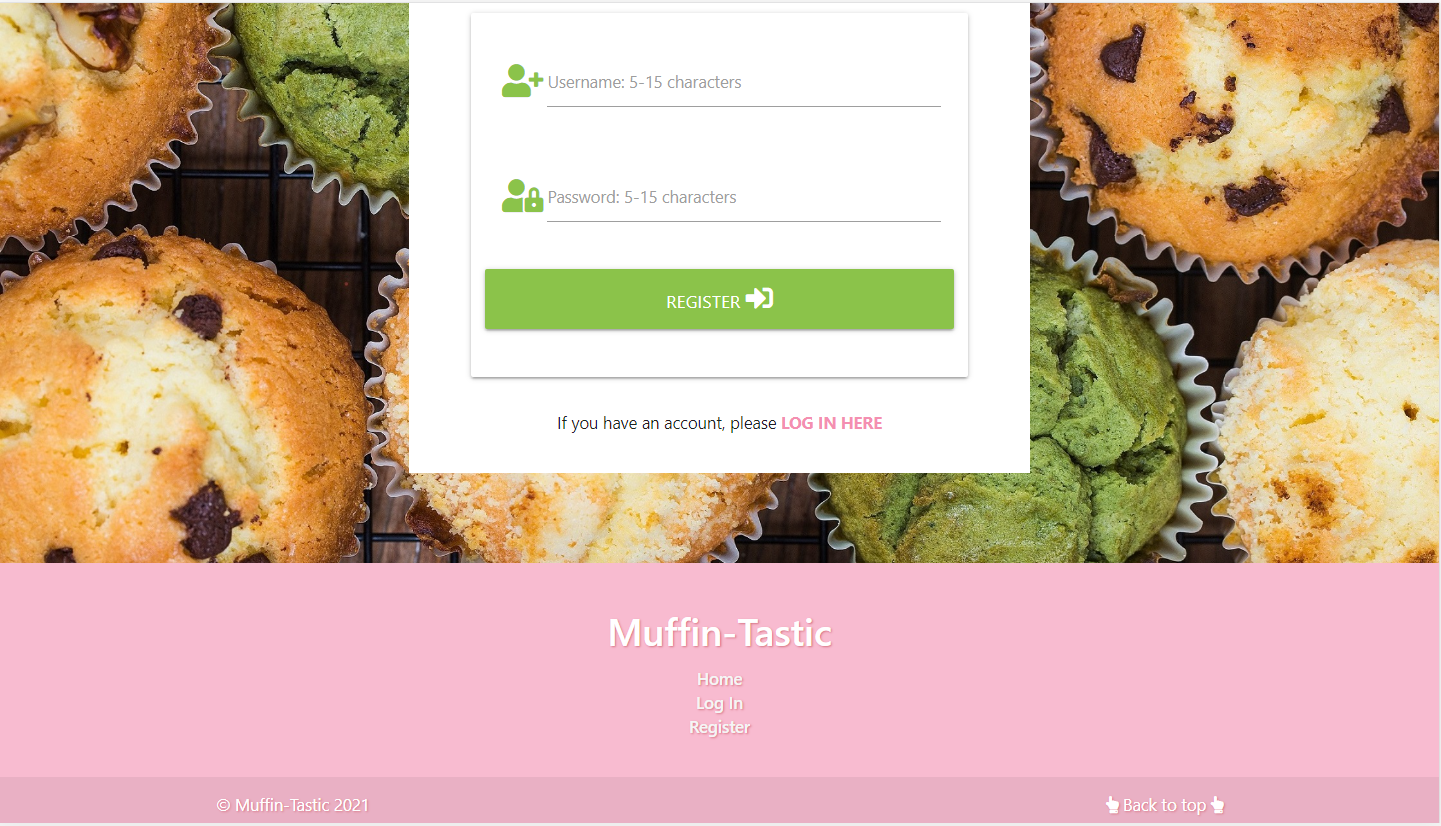 Username: 5-15 characters
Password: 5-15 characters
REGISTER
If you have an account, please LOG IN HERE
Muffin-Tastic
Home
Log In
Register
© Muffin-Tastic 2021
Back to top